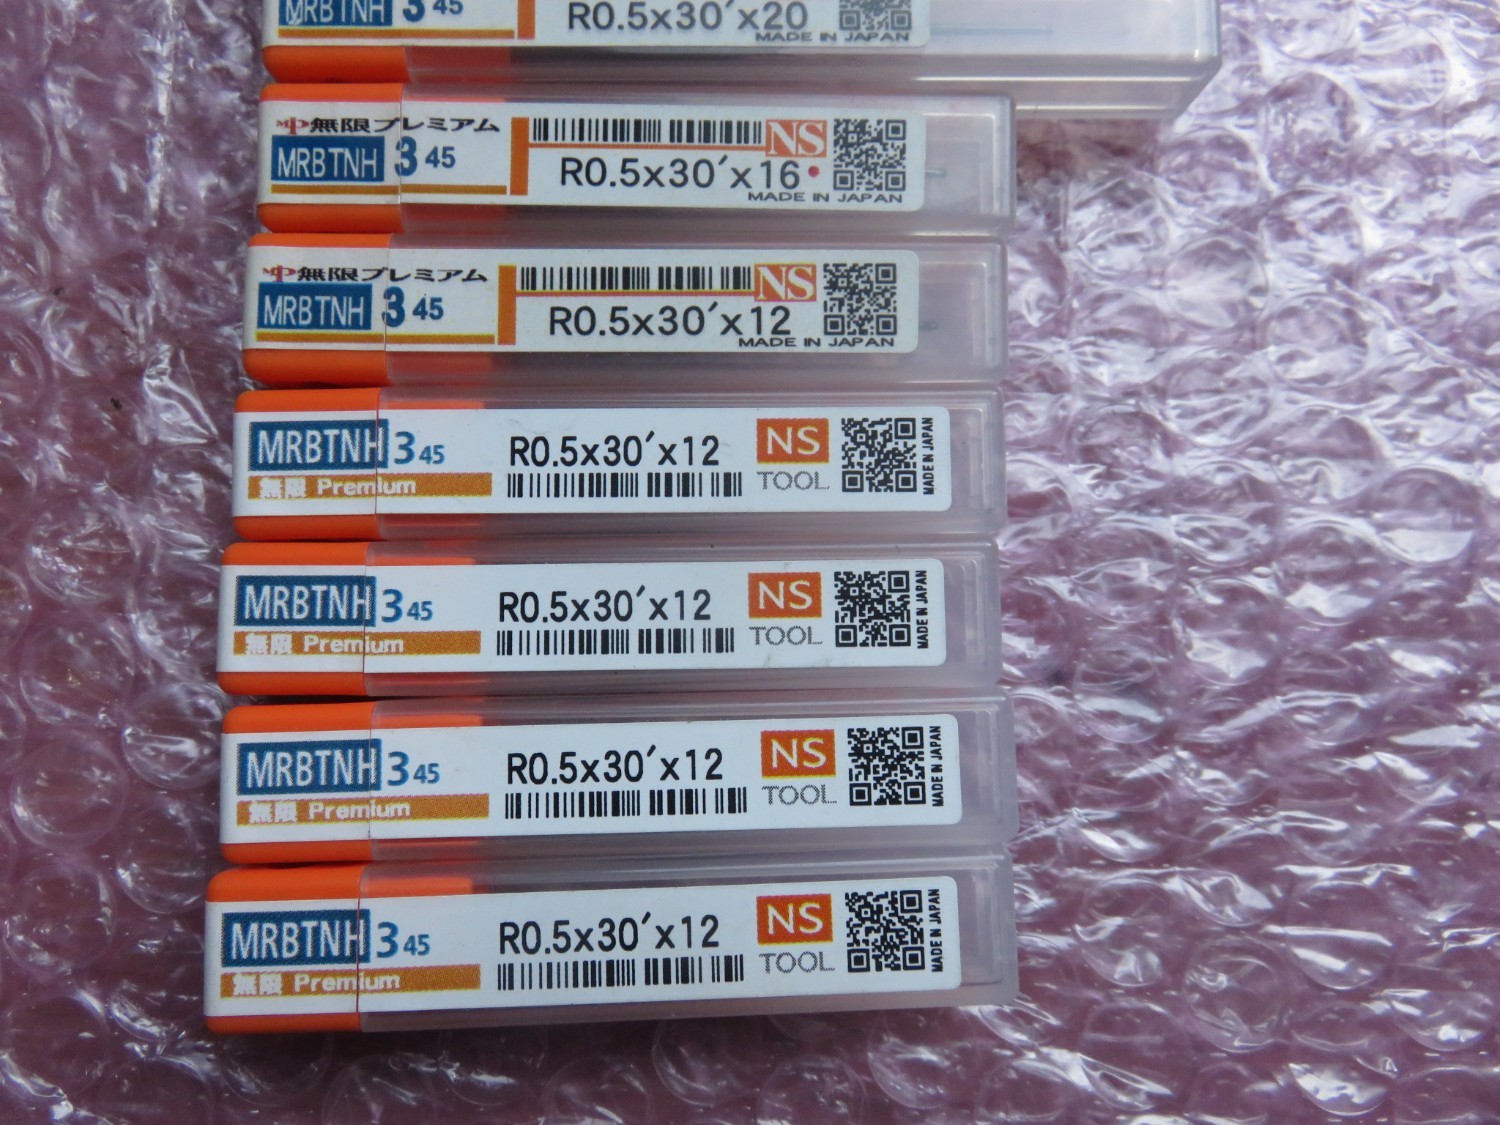 MRBTNH 3 45
R0.5x30′x20
MADE IN JAPAN
無限プレミアム
MRBTNH 3 45
NS
R0.5x30′x16
MADE IN JAPAN
無限プレミアム
MRBTNH 3 45
NS
R0.5x30′x12
MADE IN JAPAN
MRBTNH 3 45
無限 Premium
R0.5x30′x12
NS
TOOL
MADE IN JAPAN
MRBTNH 3 45
無限 Premium
R0.5x30′x12
NS
TOOL
MADE IN JAPAN
MRBTNH 3 45
無限 Premium
R0.5x30′x12
NS
TOOL
MADE IN JAPAN
MRBTNH 3 45
無限 Premium
R0.5x30′x12
NS
TOOL
MADE IN JAPAN